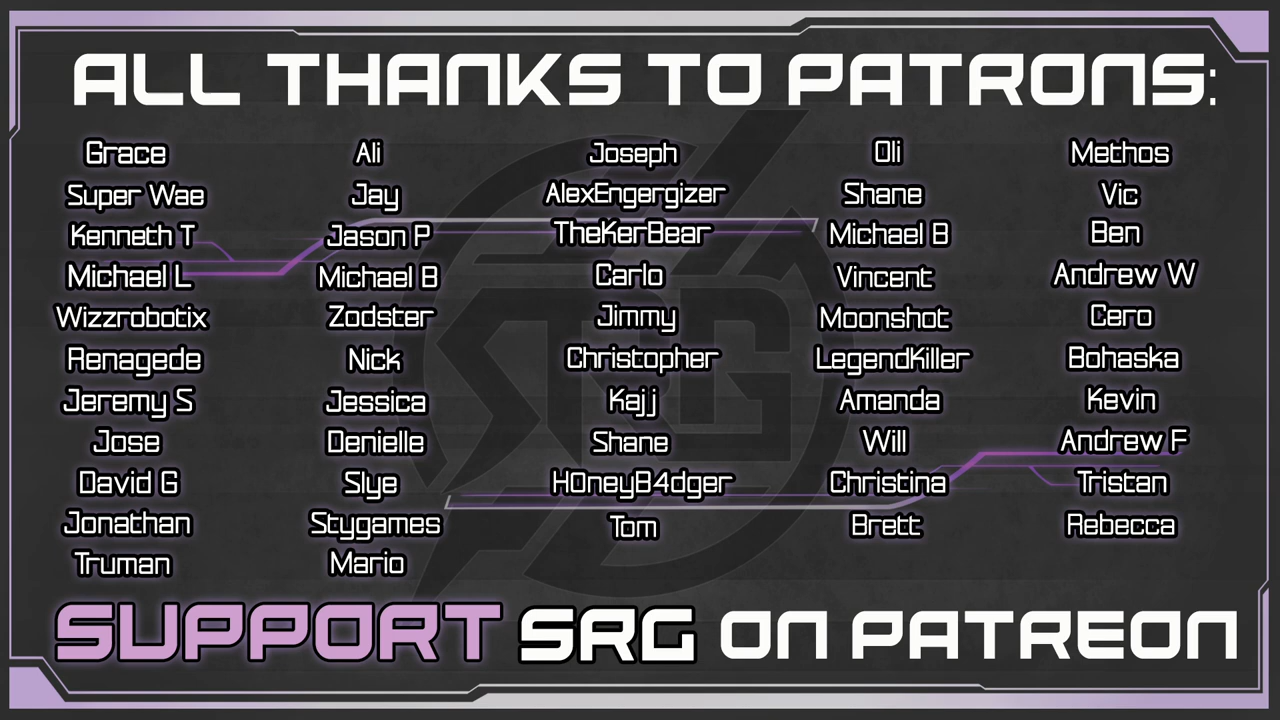 ALL THANKS TO PATRONS:
Grace Ali Joseph Oli Methos
Super Wae Jay AlexEngergizer Shane Vic
Kenneth T Jason P TheKerBear Michael B Ben
Michael L Michael B Carlo Vincent Andrew W
Wizzrobotix Zodster Jimmy Moonshot Cero
Renagede Nick Christopher LegendKiller Bohaska
Jeremy S Jessica Kajj Amanda Kevin
Jose Denielle Shane Will Andrew F
David G Slye H0neyB4dger Christina Tristan
Jonathan Stygames Tom Brett Rebecca
Truman Mario
SUPPORT SRG ON PATREON